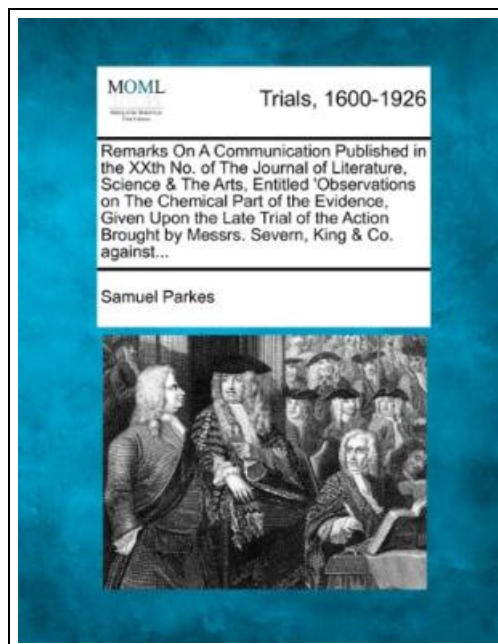 MOML
Trials, 1600-1926
Remarks On A Communication Published in
the XXth No. of The Journal of Literature,
Science & The Arts, Entitled 'Observations
on The Chemical Part of the Evidence,
Given Upon the Late Trial of the Action
Brought by Messrs. Severn, King & Co.
against...
Samuel Parkes